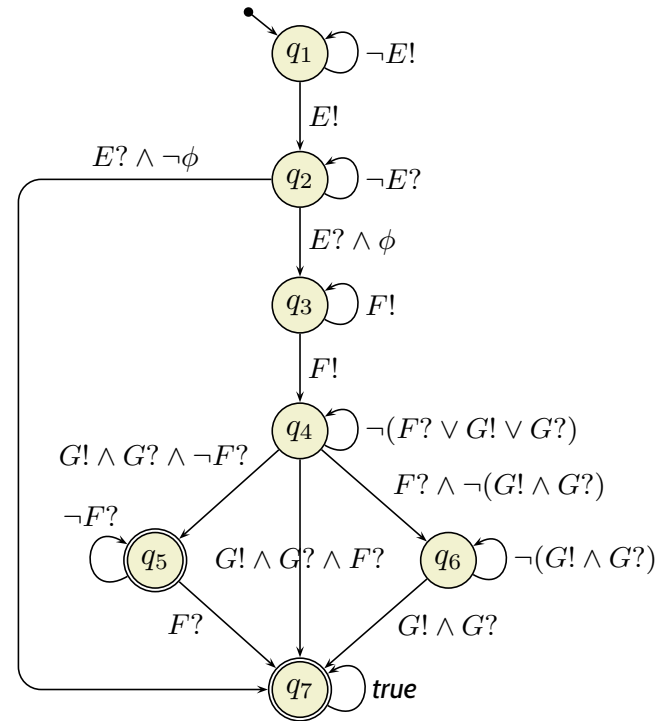 q1
¬E!
E!
E? ∧ ¬ϕ
q2
¬E?
E? ∧ ϕ
q3
F!
F!
q4
¬(F? ∨ G! ∨ G?)
G! ∧ G? ∧ ¬F?
F? ∧ ¬(G! ∧ G?)
¬F?
q5
G! ∧ G? ∧ F?
q6
¬(G! ∧ G?)
F?
G! ∧ G?
q7
true